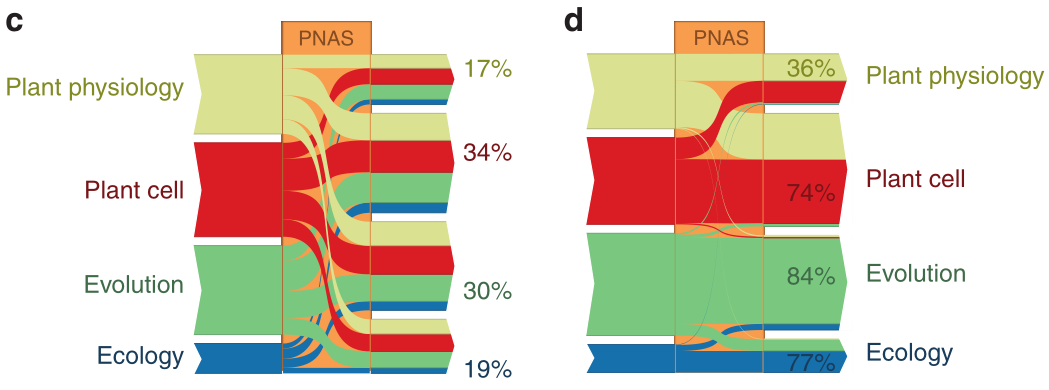 c
PNAS
Plant physiology
17%
34%
Plant cell
Evolution
30%
Ecology
19%
d
PNAS
36%
Plant physiology
74%
Plant cell
84%
Evolution
77%
Ecology